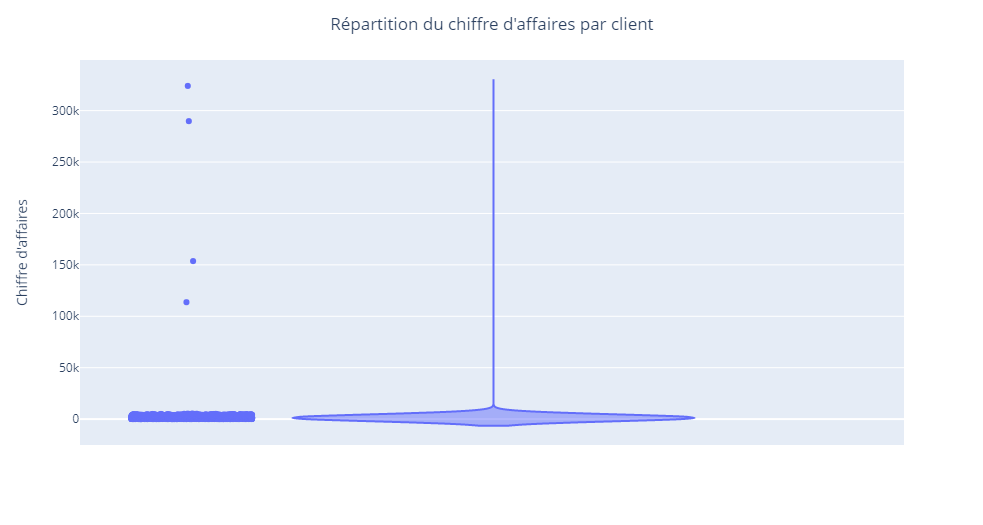 Répartition du chiffre d'affaires par client
Chiffre d'affaires
300k
250k
200k
150k
100k
50k
0